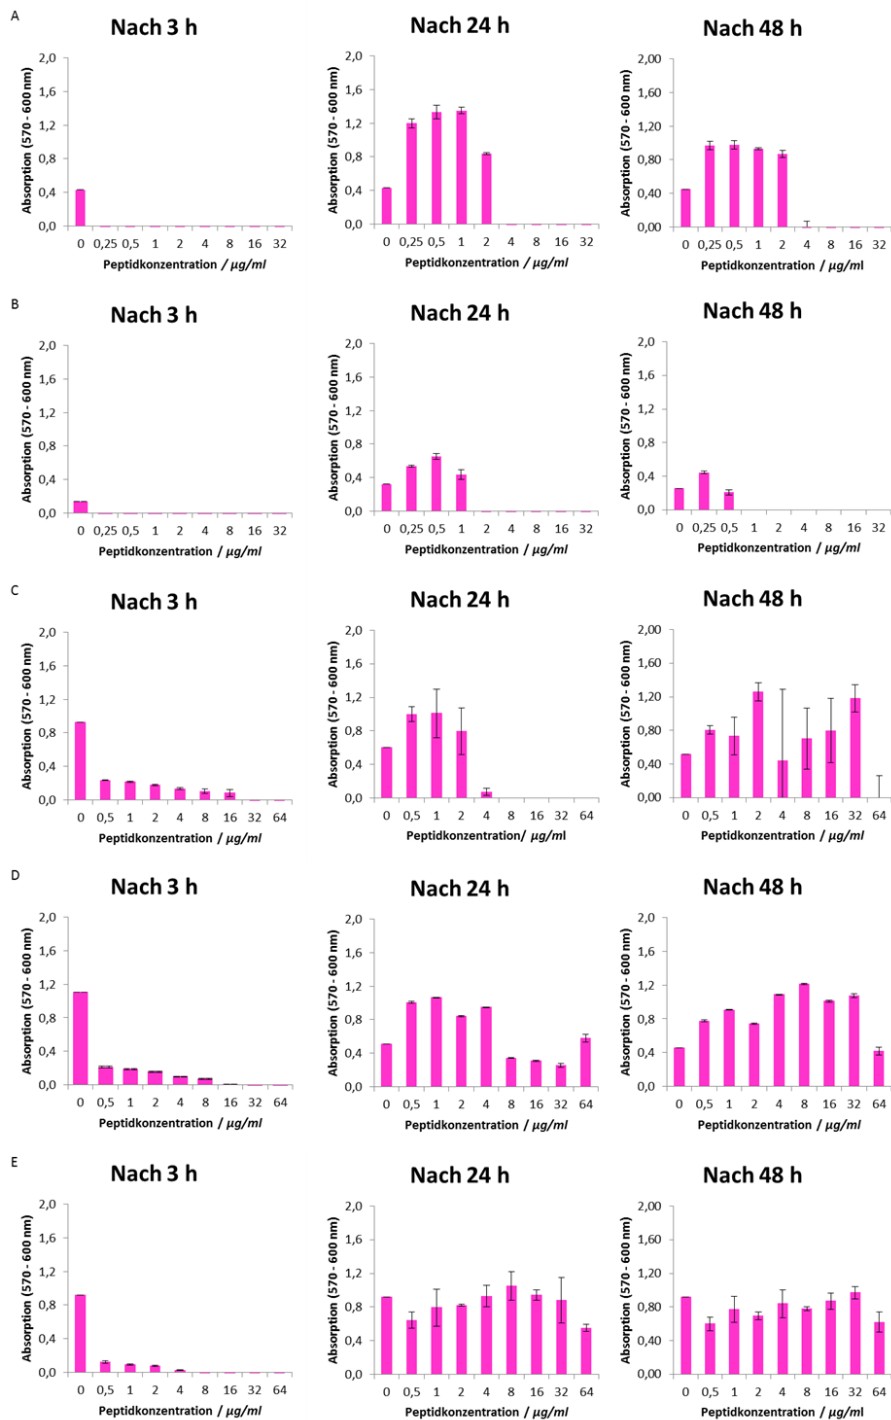 A
Nach 3 h
Absorption (570 - 600 nm)
2,0
1,6
1,2
0,8
0,4
0,0
0 0,25 0,5 1 2 4 8 16 32
Peptidkonzentration / µg/ml
Nach 24 h
Absorption (570 - 600 nm)
2,0
1,6
1,2
0,8
0,4
0,0
0 0,25 0,5 1 2 4 8 16 32
Peptidkonzentration / µg/ml
Nach 48 h
Absorption (570 - 600 nm)
2,00
1,60
1,20
0,80
0,40
0,00
0 0,25 0,5 1 2 4 8 16 32
Peptidkonzentration / µg/ml
B
Nach 3 h
Absorption (570 - 600 nm)
2,0
1,6
1,2
0,8
0,4
0,0
0 0,25 0,5 1 2 4 8 16 32
Peptidkonzentration / µg/ml
Nach 24 h
Absorption (570 - 600 nm)
2,0
1,6
1,2
0,8
0,4
0,0
0 0,25 0,5 1 2 4 8 16 32
Peptidkonzentration / µg/ml
Nach 48 h
Absorption (570 - 600 nm)
2,0
1,6
1,2
0,8
0,4
0,0
0 0,25 0,5 1 2 4 8 16 32
Peptidkonzentration / µg/ml
C
Nach 3 h
Absorption (570 - 600 nm)
2,0
1,6
1,2
0,8
0,4
0,0
0 0,5 1 2 4 8 16 32 64
Peptidkonzentration / µg/ml
Nach 24 h
Absorption (570 - 600 nm)
2,0
1,6
1,2
0,8
0,4
0,0
0 0,5 1 2 4 8 16 32 64
Peptidkonzentration/ µg/ml
Nach 48 h
Absorption (570 - 600 nm)
2,00
1,60
1,20
0,80
0,40
0,00
0 0,5 1 2 4 8 16 32 64
Peptidkonzentration / µg/ml
D
Nach 3 h
Absorption (570 - 600 nm)
2,0
1,6
1,2
0,8
0,4
0,0
0 0,5 1 2 4 8 16 32 64
Peptidkonzentration / µg/ml
Nach 24 h
Absorption (570 - 600 nm)
2,0
1,6
1,2
0,8
0,4
0,0
0 0,5 1 2 4 8 16 32 64
Peptidkonzentration / µg/ml
Nach 48 h
Absorption (570 - 600 nm)
2,0
1,6
1,2
0,8
0,4
0,0
0 0,5 1 2 4 8 16 32 64
Peptidkonzentration / µg/ml
E
Nach 3 h
Absorption (570 - 600 nm)
2,0
1,6
1,2
0,8
0,4
0,0
0 0,5 1 2 4 8 16 32 64
Peptidkonzentration / µg/ml
Nach 24 h
Absorption (570 - 600 nm)
2,00
1,60
1,20
0,80
0,40
0,00
0 0,5 1 2 4 8 16 32 64
Peptidkonzentration / µg/ml
Nach 48 h
Absorption (570 - 600 nm)
2,00
1,60
1,20
0,80
0,40
0,00
0 0,5 1 2 4 8 16 32 64
Peptidkonzentration / µg/ml